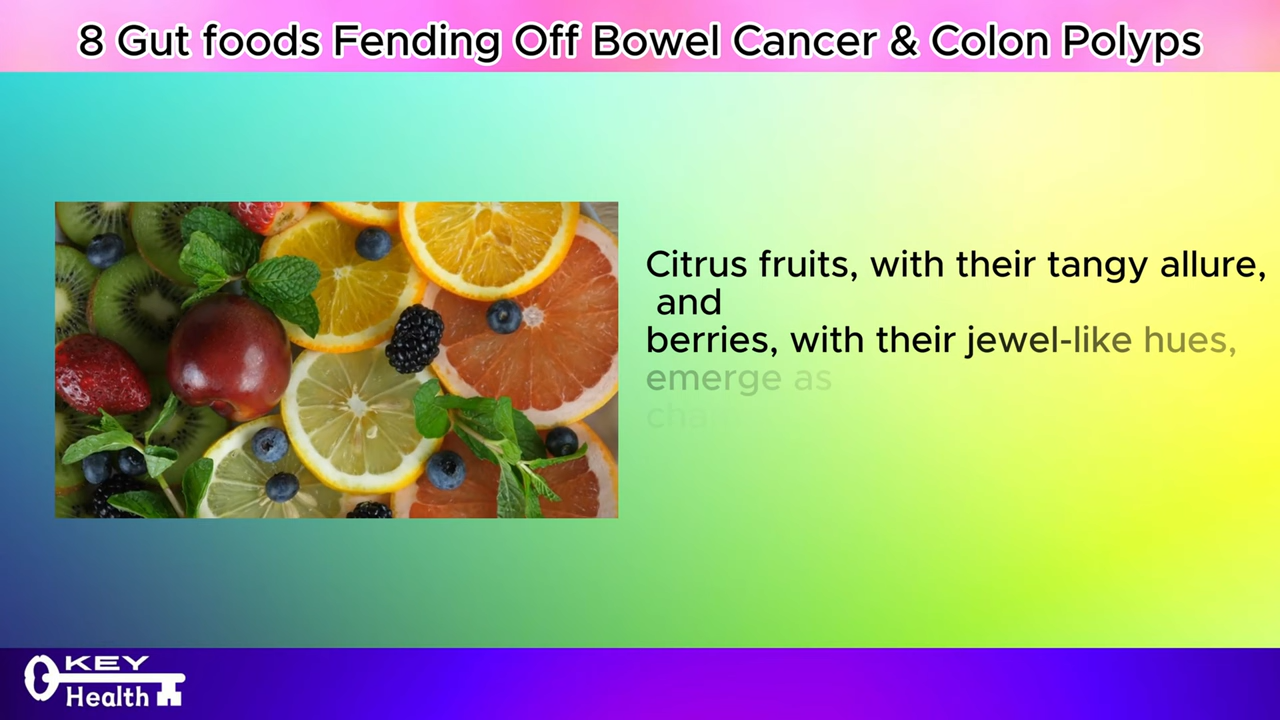 8 Gut foods Fending Off Bowel Cancer & Colon Polyps
Citrus fruits, with their tangy allure,
and
berries, with their jewel-like hues,
emerge as
KEY
Health